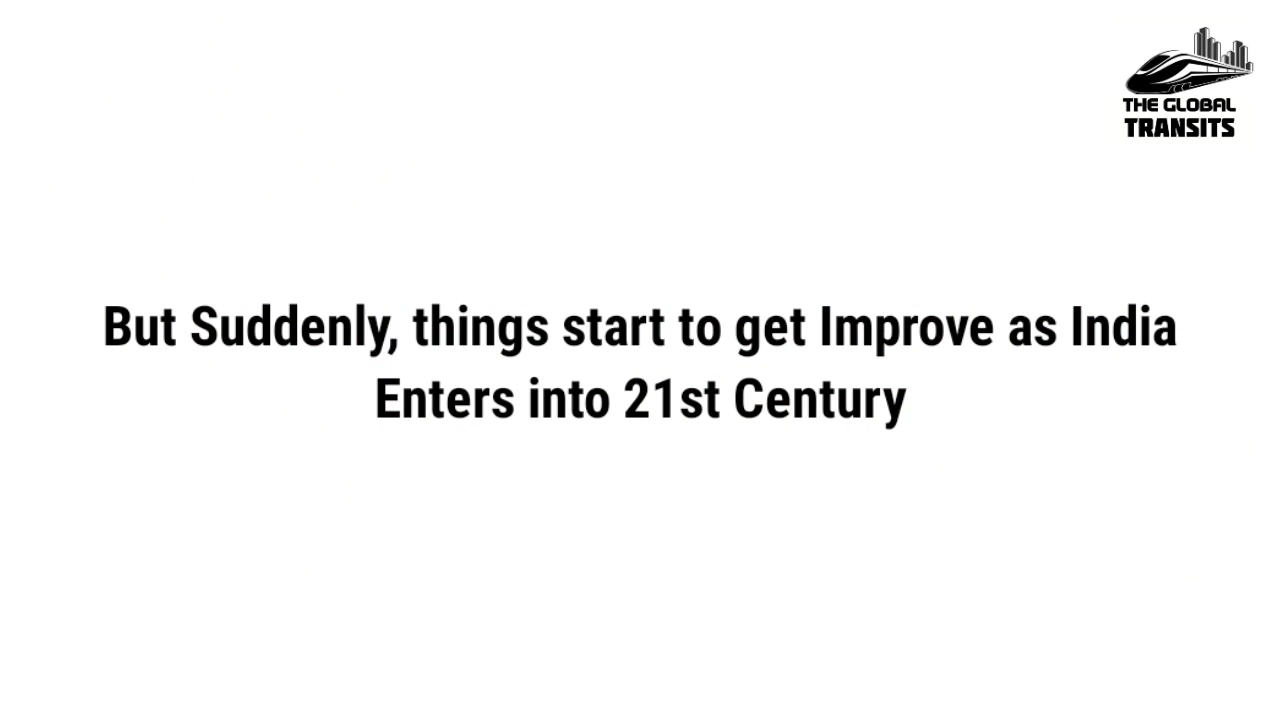 THE GLOBAL
TRANSITS
But Suddenly, things start to get Improve as India
Enters into 21st Century